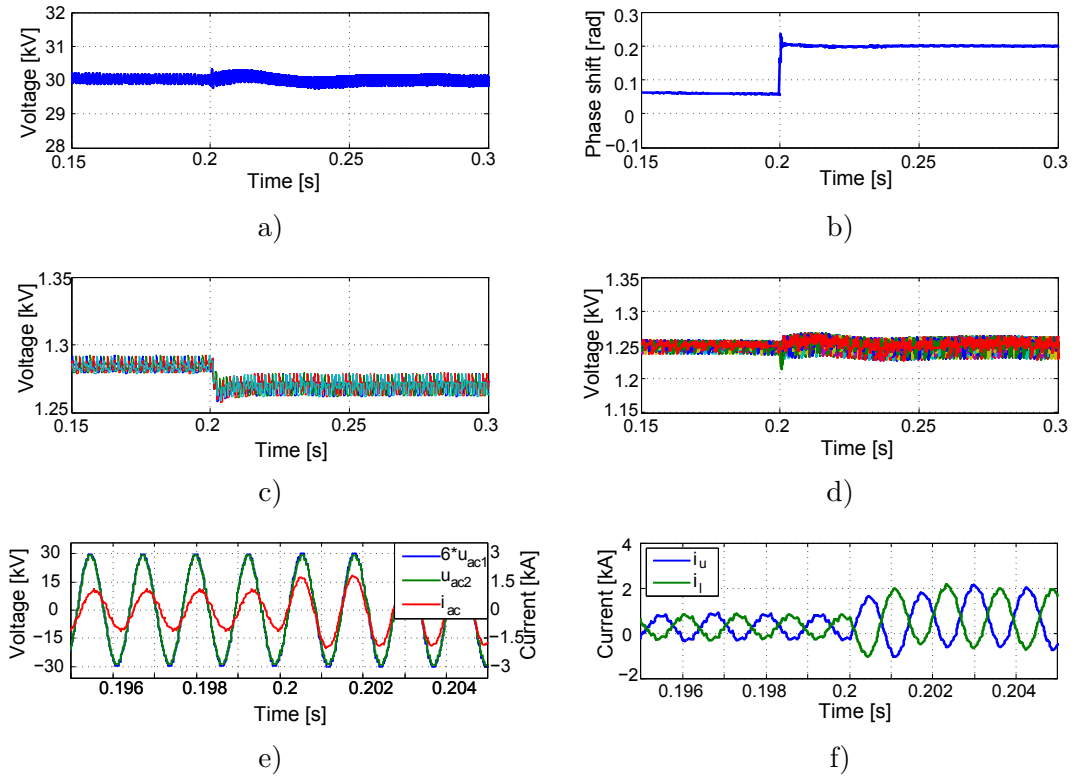 32
31
30
29
28
Voltage [kV]
0.15
0.2
0.25
0.3
Time [s]
a)
0.3
0.2
0.1
0
−0.1
Phase shift [rad]
0.15
0.2
0.25
0.3
Time [s]
b)
1.35
1.3
1.25
Voltage [kV]
0.15
0.2
0.25
0.3
Time [s]
c)
1.35
1.3
1.25
1.2
1.15
Voltage [kV]
0.15
0.2
0.25
0.3
Time [s]
d)
30
15
0
−15
−30
Voltage [kV]
6*u_ac1
u_ac2
i_ac
3
1.5
0
−1.5
−3
Current [kA]
0.196
0.198
0.2
0.202
0.204
Time [s]
e)
4
2
0
−2
Current [kA]
i_u
i_l
0.196
0.198
0.2
0.202
0.204
Time [s]
f)